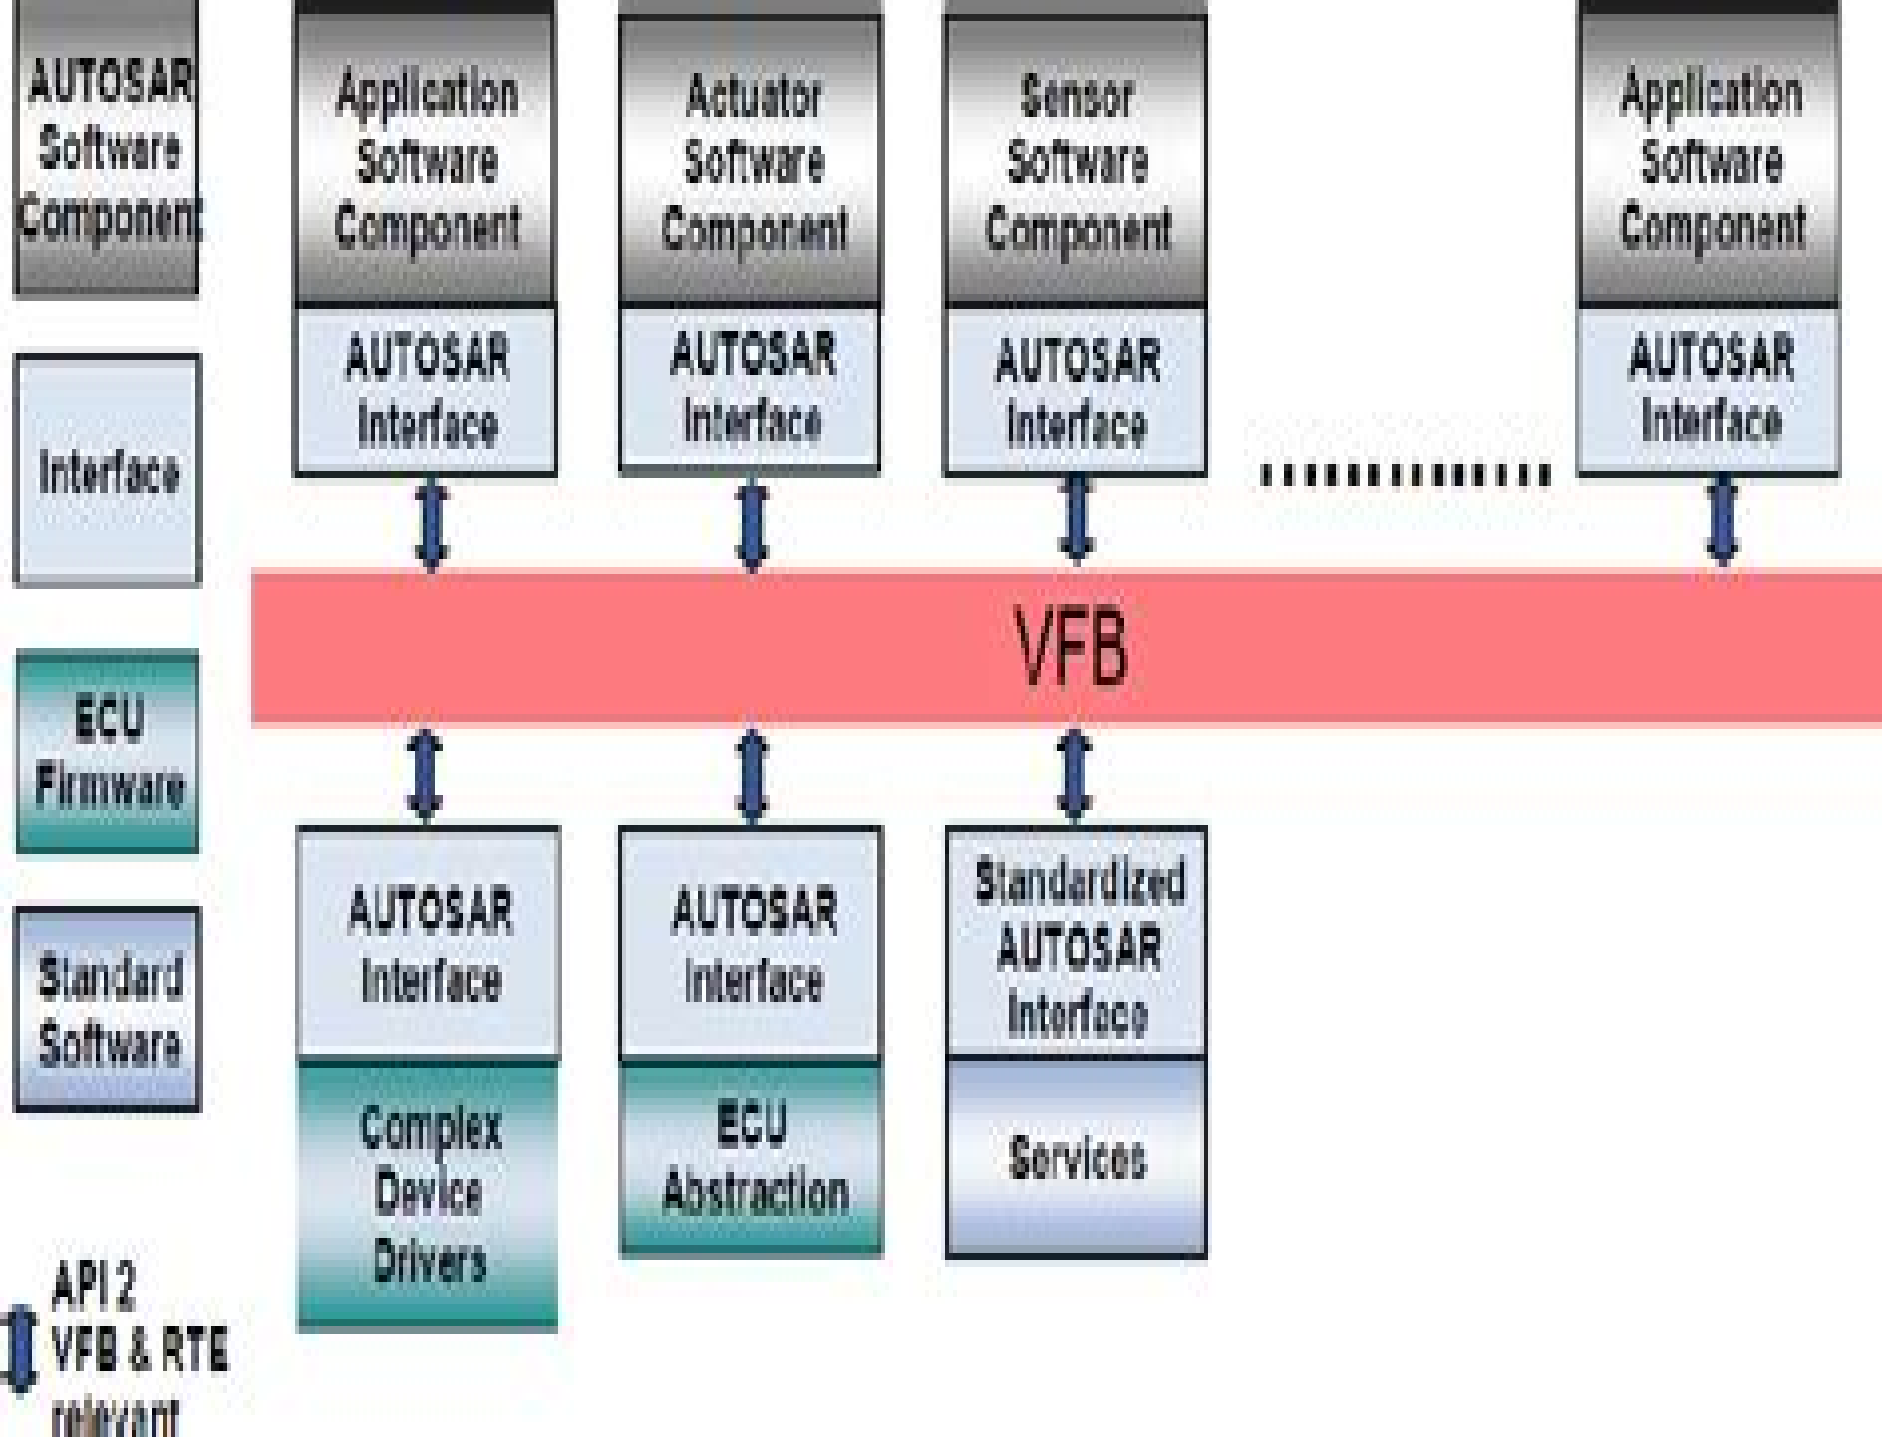 AUTOSAR
Software
Component
Interface
ECU
Firmware
Standard
Software
API 2
VFB & RTE
relevant
Application
Software
Component
AUTOSAR
Interface
Actuator
Software
Component
AUTOSAR
Interface
Sensor
Software
Component
AUTOSAR
Interface
Application
Software
Component
AUTOSAR
Interface
VFB
AUTOSAR
Interface
Complex
Device
Drivers
AUTOSAR
Interface
ECU
Abstraction
Standardized
AUTOSAR
Interface
Services